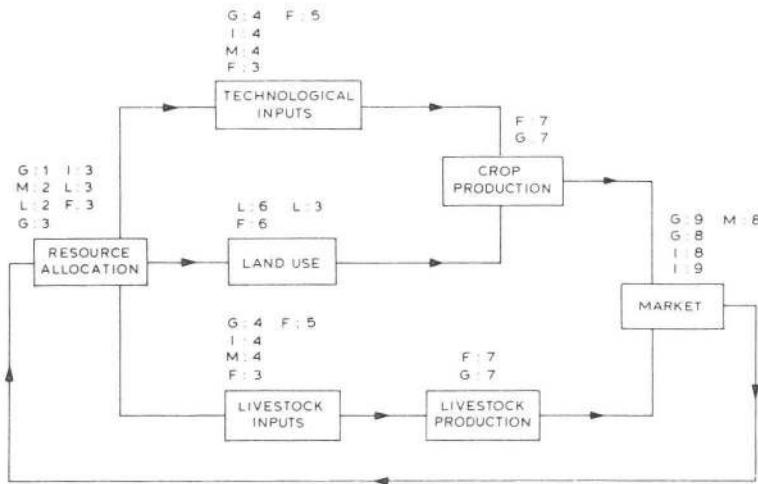 G:4 F:5
I:4
M:4
F:3
TECHNOLOGICAL
INPUTS
F:7
G:7
CROP
PRODUCTION
G:1 I:3
M:2 L:3
L:2 F.3
G:3
RESOURCE
ALLOCATION
L:6 L:3
F:6
LAND USE
G:9 M:8
G:8
I:8
I:9
MARKET
G:4 F:5
I:4
M:4
F:3
LIVESTOCK
INPUTS
F:7
G:7
LIVESTOCK
PRODUCTION